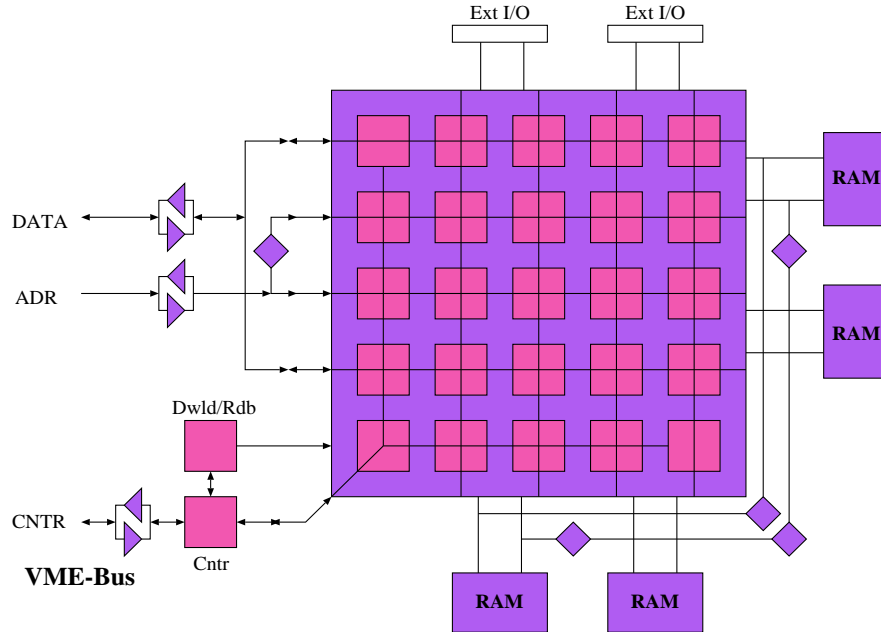 Ext I/O
Ext I/O
RAM
DATA
ADR
RAM
Dwld/Rdb
CNTR
Cntr
VME-Bus
RAM
RAM